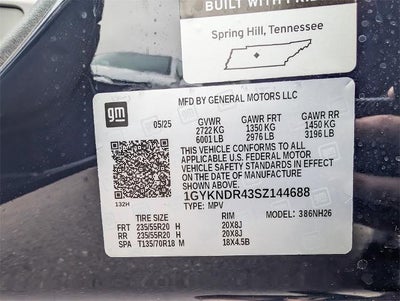 BUILT WITH PRIDE
Spring Hill, Tennessee
gm
MFD BY GENERAL MOTORS LLC
05/25 GVWR GAWR FRT GAWR RR
2722 KG 1350 KG 1450 KG
6001 LB 2976 LB 3196 LB
THIS VEHICLE CONFORMS TO ALL
APPLICABLE U.S. FEDERAL MOTOR
VEHICLE SAFETY STANDARDS IN
EFFECT ON THE DATE OF MANUFACTURE
SHOWN ABOVE.
1GYKNDR43SZ144688
132H TYPE: MPV MODEL: 386NH26
TIRE SIZE RIM
FRT 235/55R20 H 20X8J
RR 235/55R20 H 20X8J
SPA T135/70R18 M 18X4.5B